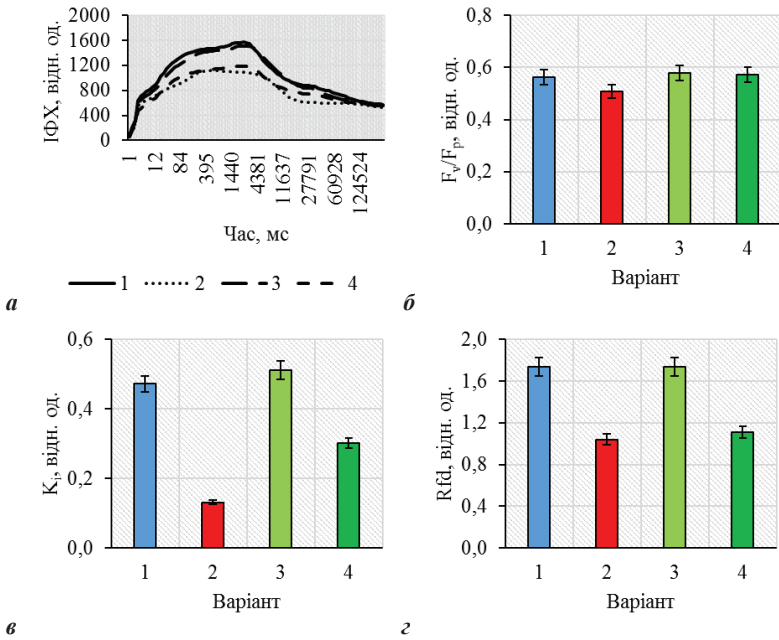 ІФХ, відн. од.
2000
1600
1200
800
400
0
1
12
84
395
1440
4381
11637
27791
60928
124524
Час, мс
1 2 3 4
а
Fv/Fp, відн. од.
0,8
0,6
0,4
0,2
0,0
1 2 3 4
Варіант
б
Ki, відн. од.
0,6
0,4
0,2
0,0
1 2 3 4
Варіант
в
Rfd, відн. од.
2,0
1,6
1,2
0,8
0,4
0,0
1 2 3 4
Варіант
г